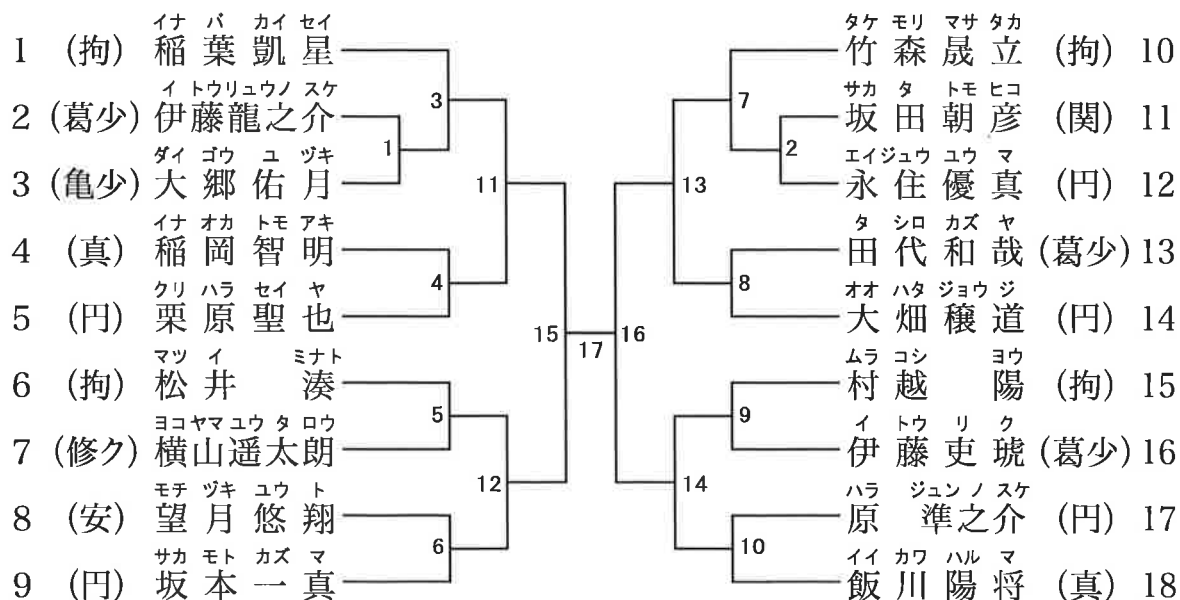 イナ バ カイ セイ
1 (拘) 稲葉凱星
イ トウリュウノ スケ
2 (葛少) 伊藤龍之介
ダイ ゴウ ユ ヅキ
3 (亀少) 大郷佑月
イナ オカ トモ アキ
4 (真) 稲岡智明
クリ ハラ セイ ヤ
5 (円) 栗原聖也
マツ イ ミナト
6 (拘) 松井 湊
ヨコヤマ ユウ タ ロウ
7 (修ク) 横山遥太朗
モチ ヅキ ユウ ト
8 (安) 望月悠翔
サカ モト カズ マ
9 (円) 坂本一真
3
1
11
4
15
5
12
6
17
16
7
2
13
8
9
14
10
タケ モリ マサ タカ
竹森晟立 (拘) 10
サカ タ トモ ヒコ
坂田朝彦 (関) 11
エイジュウ ユウ マ
永住優真 (円) 12
タ シロ カズ ヤ
田代和哉 (葛少) 13
オオ ハタ ジョウ ジ
大畑穣道 (円) 14
ムラ コシ ヨウ
村越 陽 (拘) 15
イ トウ リ ク
伊藤吏琥 (葛少) 16
ハラ ジュン ノ スケ
原 準之介 (円) 17
イイ カワ ハル マ
飯川陽将 (真) 18